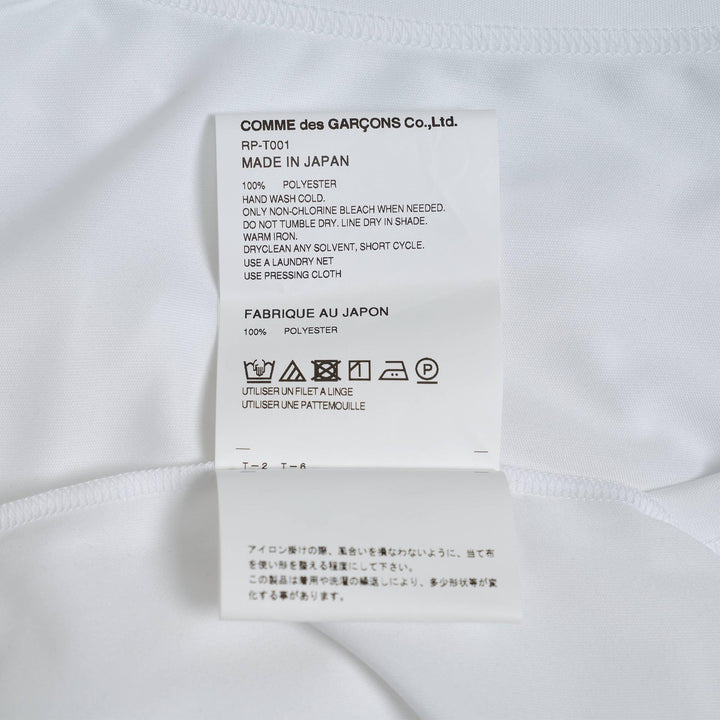 COMME des GARÇONS Co.,Ltd.
RP-T001
MADE IN JAPAN
100% POLYESTER
HAND WASH COLD.
ONLY NON-CHLORINE BLEACH WHEN NEEDED.
DO NOT TUMBLE DRY. LINE DRY IN SHADE.
WARM IRON.
DRYCLEAN ANY SOLVENT, SHORT CYCLE.
USE A LAUNDRY NET
USE PRESSING CLOTH
FABRIQUE AU JAPON
100% POLYESTER
P
UTILISER UN FILET A LINGE
UTILISER UNE PATTEMOUILLE
T-2 T-6
アイロン掛けの際、風合いを損なわないように、当て布
を使い形を整える程度にして下さい。
この製品は着用や洗濯の繰返しにより、多少形状等が変
化する事があります。